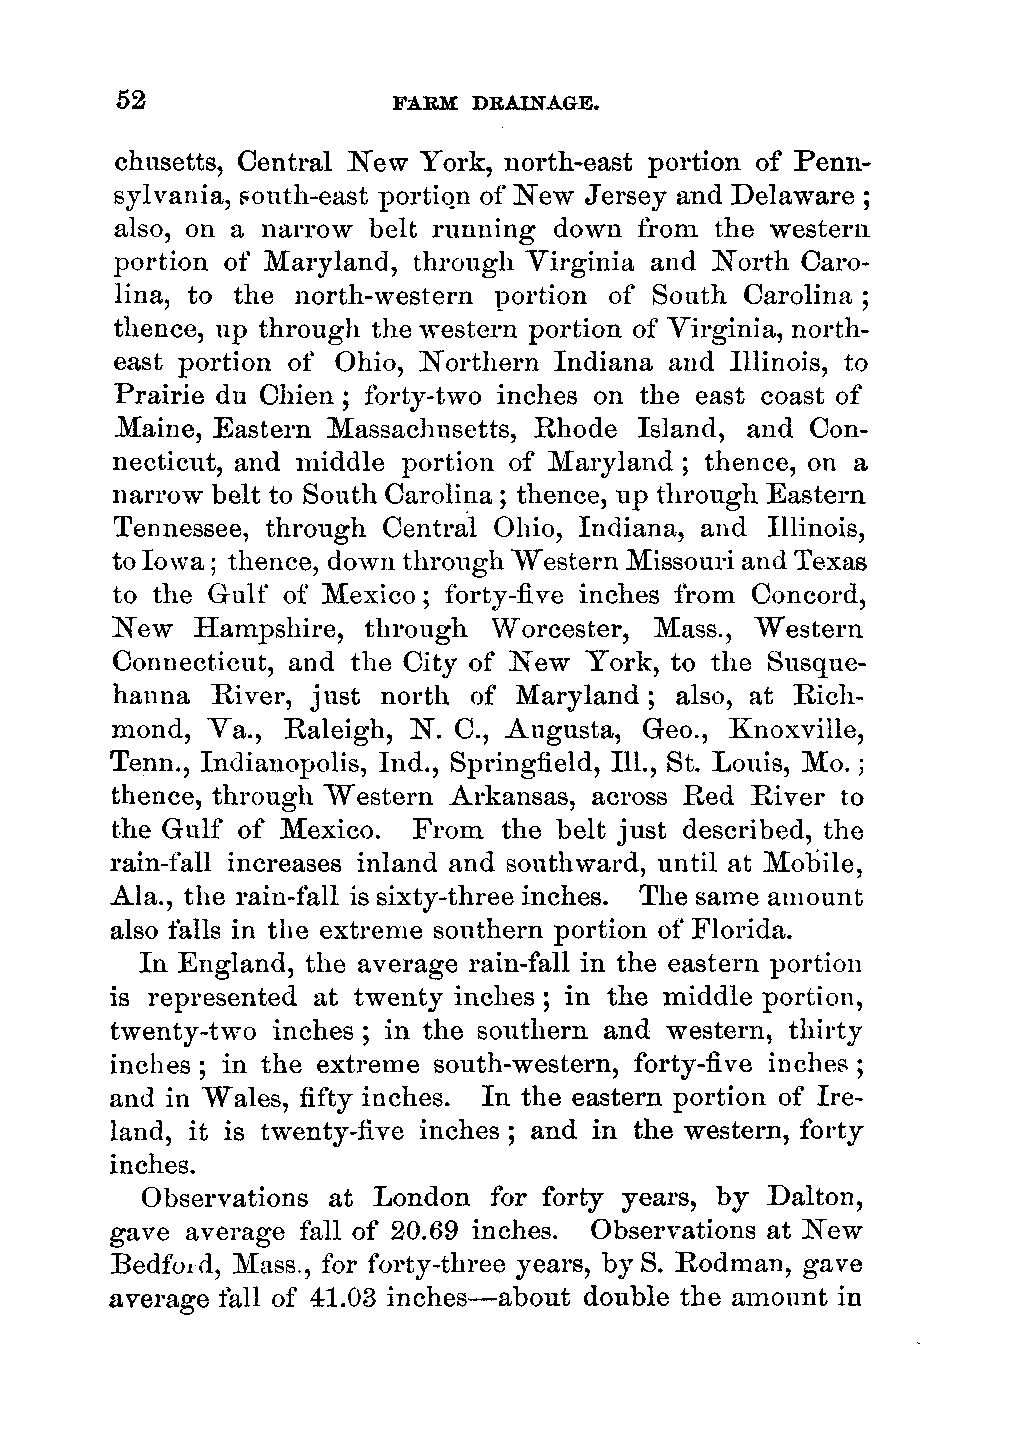 52 FARM DRAINAGE.
chusetts, Central New York, north-east portion of Penn-
sylvania, south-east portion of New Jersey and Delaware ;
also, on a narrow belt running down from the western
portion of Maryland, through Virginia and North Caro-
lina, to the north-western portion of South Carolina ;
thence, up through the western portion of Virginia, north-
east portion of Ohio, Northern Indiana and Illinois, to
Prairie du Chien ; forty-two inches on the east coast of
Maine, Eastern Massachusetts, Rhode Island, and Con-
necticut, and middle portion of Maryland ; thence, on a
narrow belt to South Carolina ; thence, up through Eastern
Tennessee, through Central Ohio, Indiana, and Illinois,
to Iowa ; thence, down through Western Missouri and Texas
to the Gulf of Mexico ; forty-five inches from Concord,
New Hampshire, through Worcester, Mass., Western
Connecticut, and the City of New York, to the Susque-
hanna River, just north of Maryland ; also, at Rich-
mond, Va., Raleigh, N. C., Augusta, Geo., Knoxville,
Tenn., Indianopolis, Ind., Springfield, Ill., St. Louis, Mo. ;
thence, through Western Arkansas, across Red River to
the Gulf of Mexico. From the belt just described, the
rain-fall increases inland and southward, until at Mobile,
Ala., the rain-fall is sixty-three inches. The same amount
also falls in the extreme southern portion of Florida.
In England, the average rain-fall in the eastern portion
is represented at twenty inches ; in the middle portion,
twenty-two inches ; in the southern and western, thirty
inches ; in the extreme south-western, forty-five inches ;
and in Wales, fifty inches. In the eastern portion of Ire-
land, it is twenty-five inches ; and in the western, forty
inches.
Observations at London for forty years, by Dalton,
gave average fall of 20.69 inches. Observations at New
Bedford, Mass., for forty-three years, by S. Rodman, gave
average fall of 41.03 inches—about double the amount in